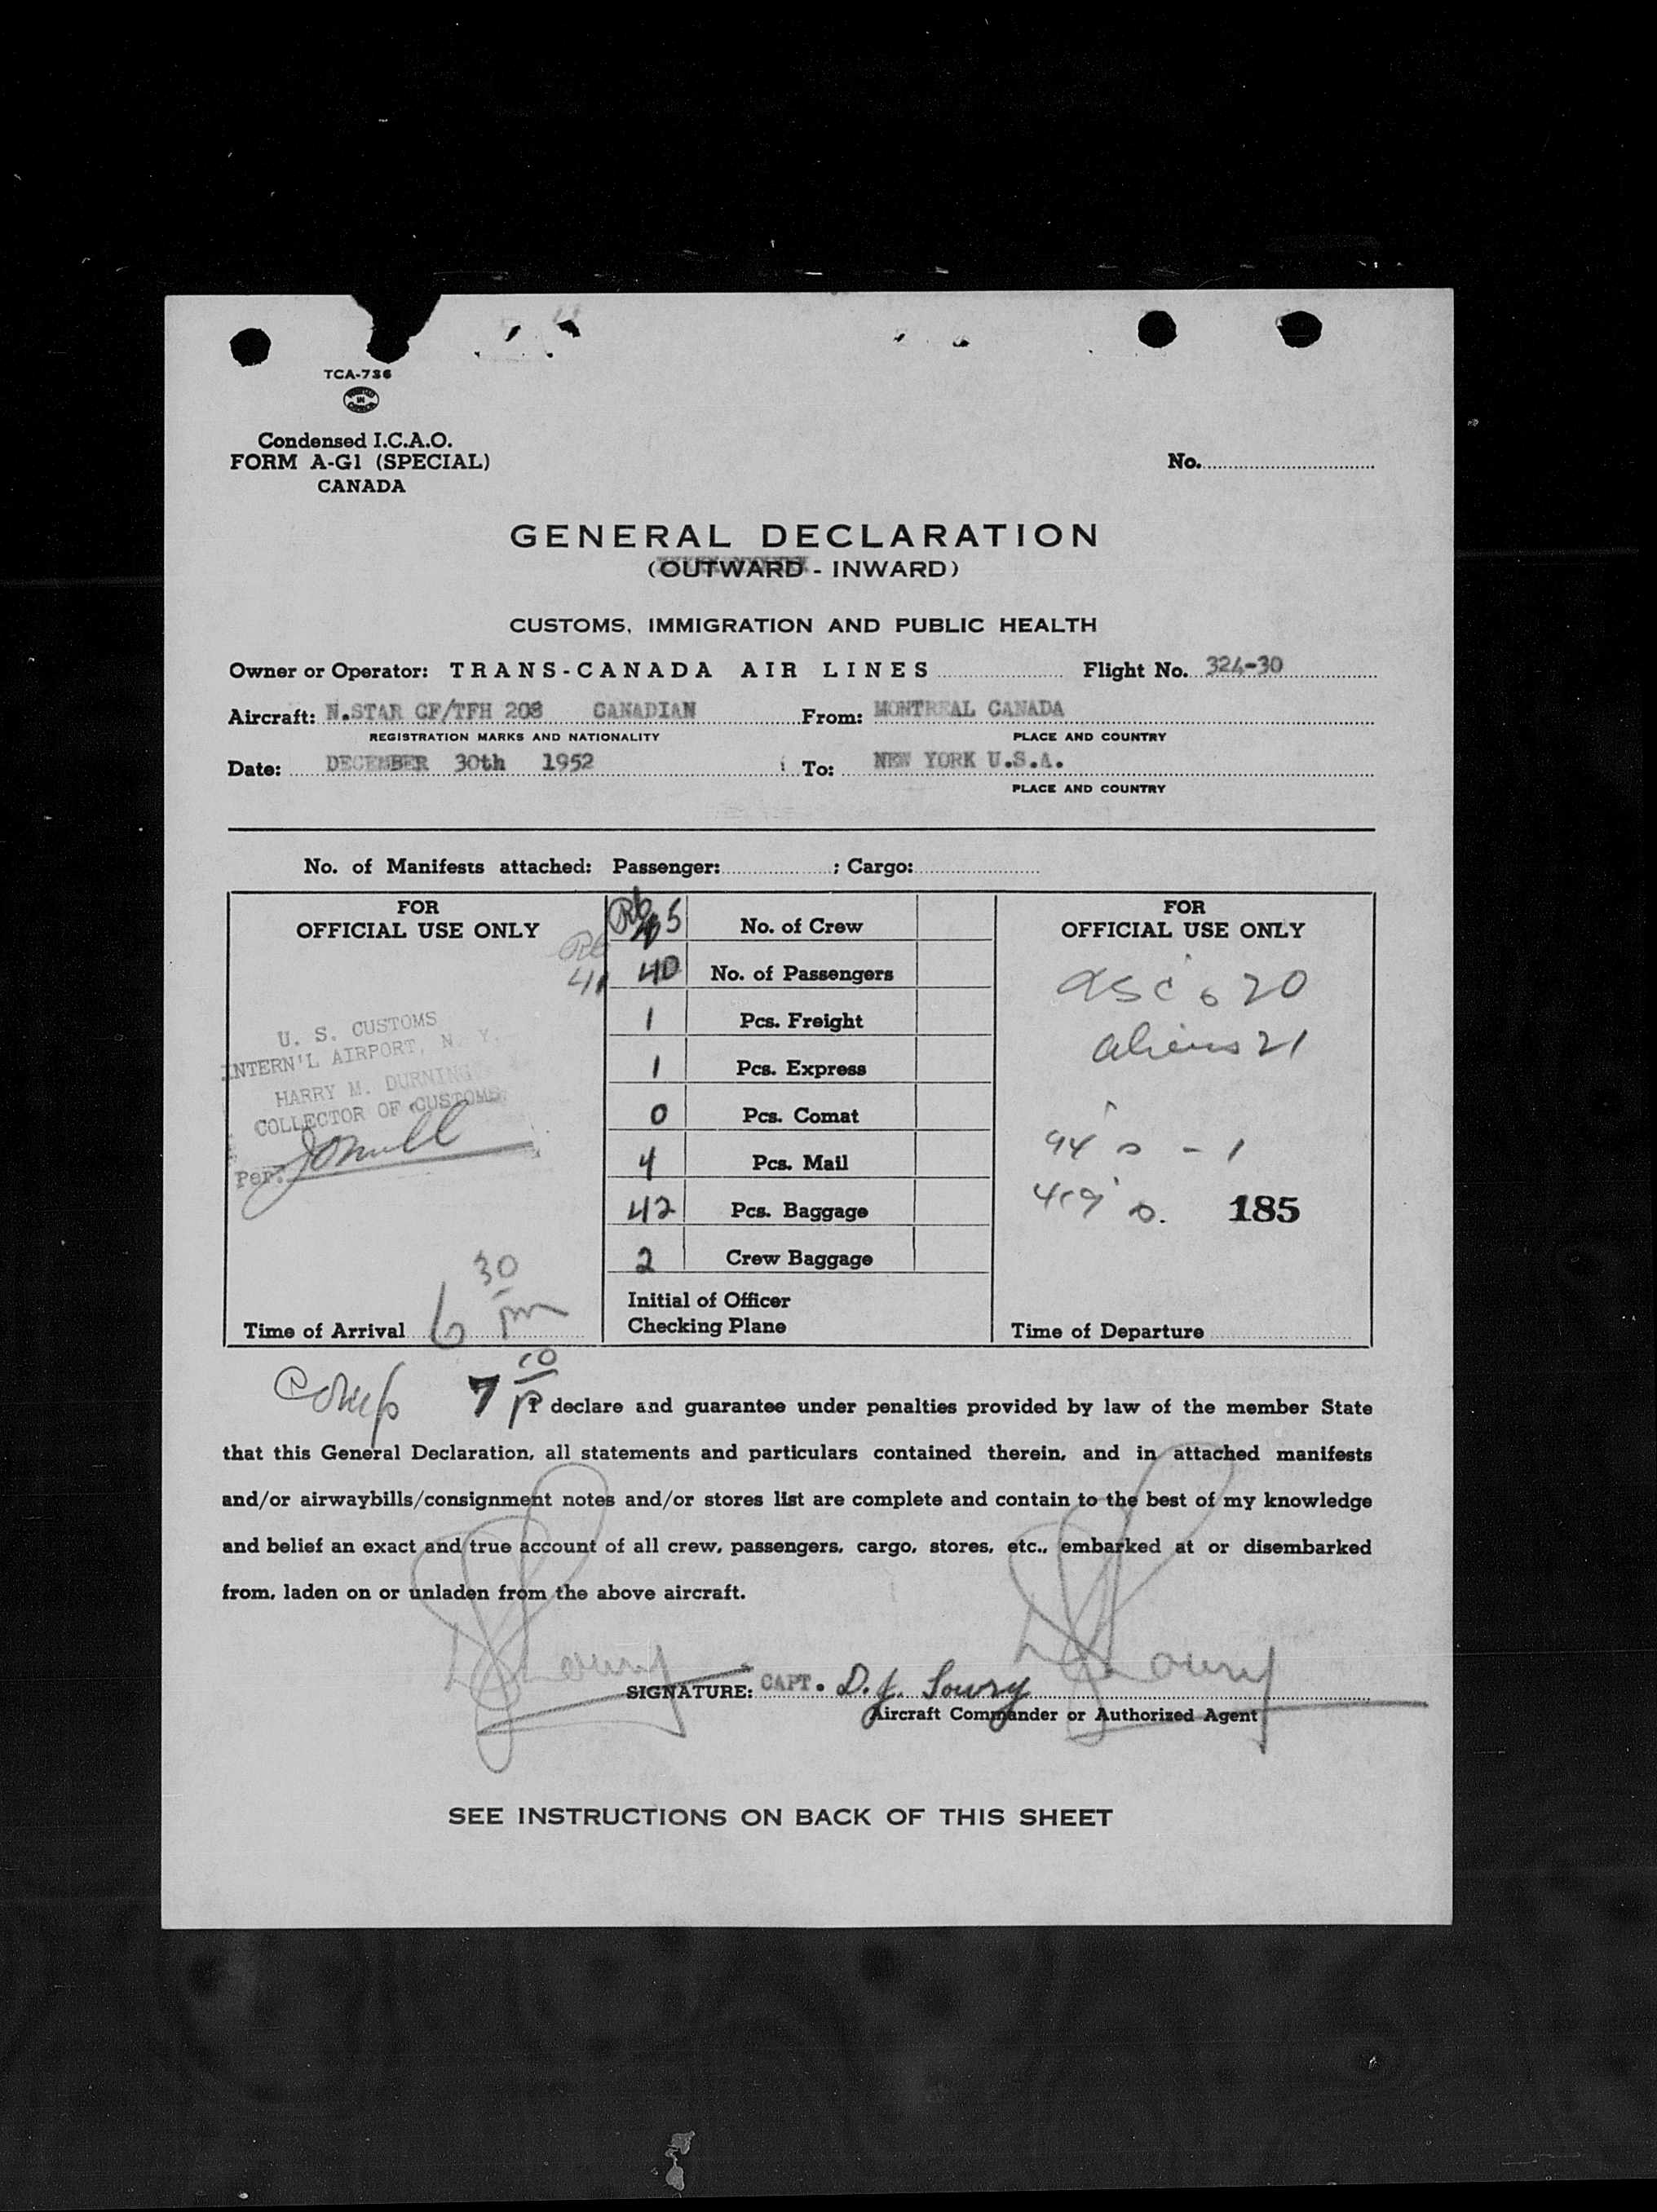 TCA-736
Condensed I.C.A.O.
FORM A-G1 (SPECIAL)
CANADA
No.
GENERAL DECLARATION
(OUTWARD - INWARD)
CUSTOMS, IMMIGRATION AND PUBLIC HEALTH
Owner or Operator: TRANS-CANADA AIR LINES Flight No. 324-30
Aircraft: N.STAR CF/TFH 208 CANADIAN From: MONTREAL CANADA
REGISTRATION MARKS AND NATIONALITY PLACE AND COUNTRY
Date: DECEMBER 30th 1952 To: NEW YORK U.S.A.
PLACE AND COUNTRY
No. of Manifests attached: Passenger: ; Cargo:
FOR OFFICIAL USE ONLY
U. S. CUSTOMS
INTERN'L AIRPORT, N. Y.
HARRY M. DURNING
COLLECTOR OF CUSTOMS
Per:
Time of Arrival 6 30 pm
5 No. of Crew
41 40 No. of Passengers
1 Pcs. Freight
1 Pcs. Express
0 Pcs. Comat
4 Pcs. Mail
42 Pcs. Baggage
2 Crew Baggage
Initial of Officer
Checking Plane
FOR OFFICIAL USE ONLY
20
aliens 21
94's - 1
185
Time of Departure
Comp 7 10 p
I declare and guarantee under penalties provided by law of the member State
that this General Declaration, all statements and particulars contained therein, and in attached manifests
and/or airwaybills/consignment notes and/or stores list are complete and contain to the best of my knowledge
and belief an exact and true account of all crew, passengers, cargo, stores, etc., embarked at or disembarked
from, laden on or unladen from the above aircraft.
SIGNATURE: CAPT. D.J. Lowry
DJ Lowry
DJ Lowry
Aircraft Commander or Authorized Agent
SEE INSTRUCTIONS ON BACK OF THIS SHEET